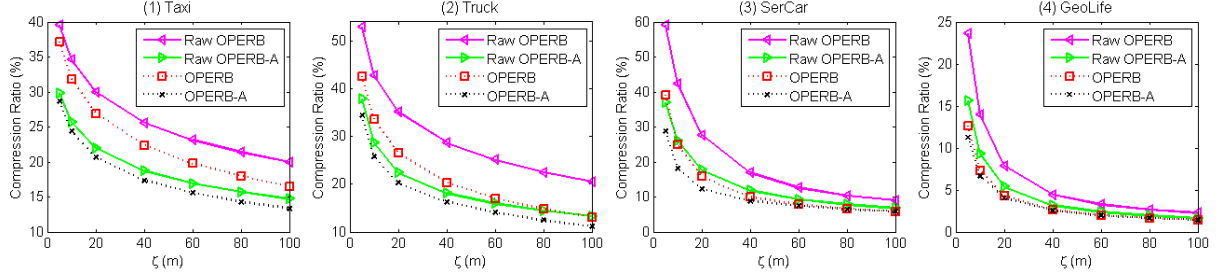 (1) Taxi
Compression Ratio (%)
40
35
30
25
20
15
10
Raw OPERB
Raw OPERB-A
OPERB
OPERB-A
0 20 40 60 80 100
ζ (m)
(2) Truck
Compression Ratio (%)
50
40
30
20
10
Raw OPERB
Raw OPERB-A
OPERB
OPERB-A
0 20 40 60 80 100
ζ (m)
(3) SerCar
Compression Ratio (%)
60
50
40
30
20
10
0
Raw OPERB
Raw OPERB-A
OPERB
OPERB-A
0 20 40 60 80 100
ζ (m)
(4) GeoLife
Compression Ratio (%)
25
20
15
10
5
0
Raw OPERB
Raw OPERB-A
OPERB
OPERB-A
0 20 40 60 80 100
ζ (m)